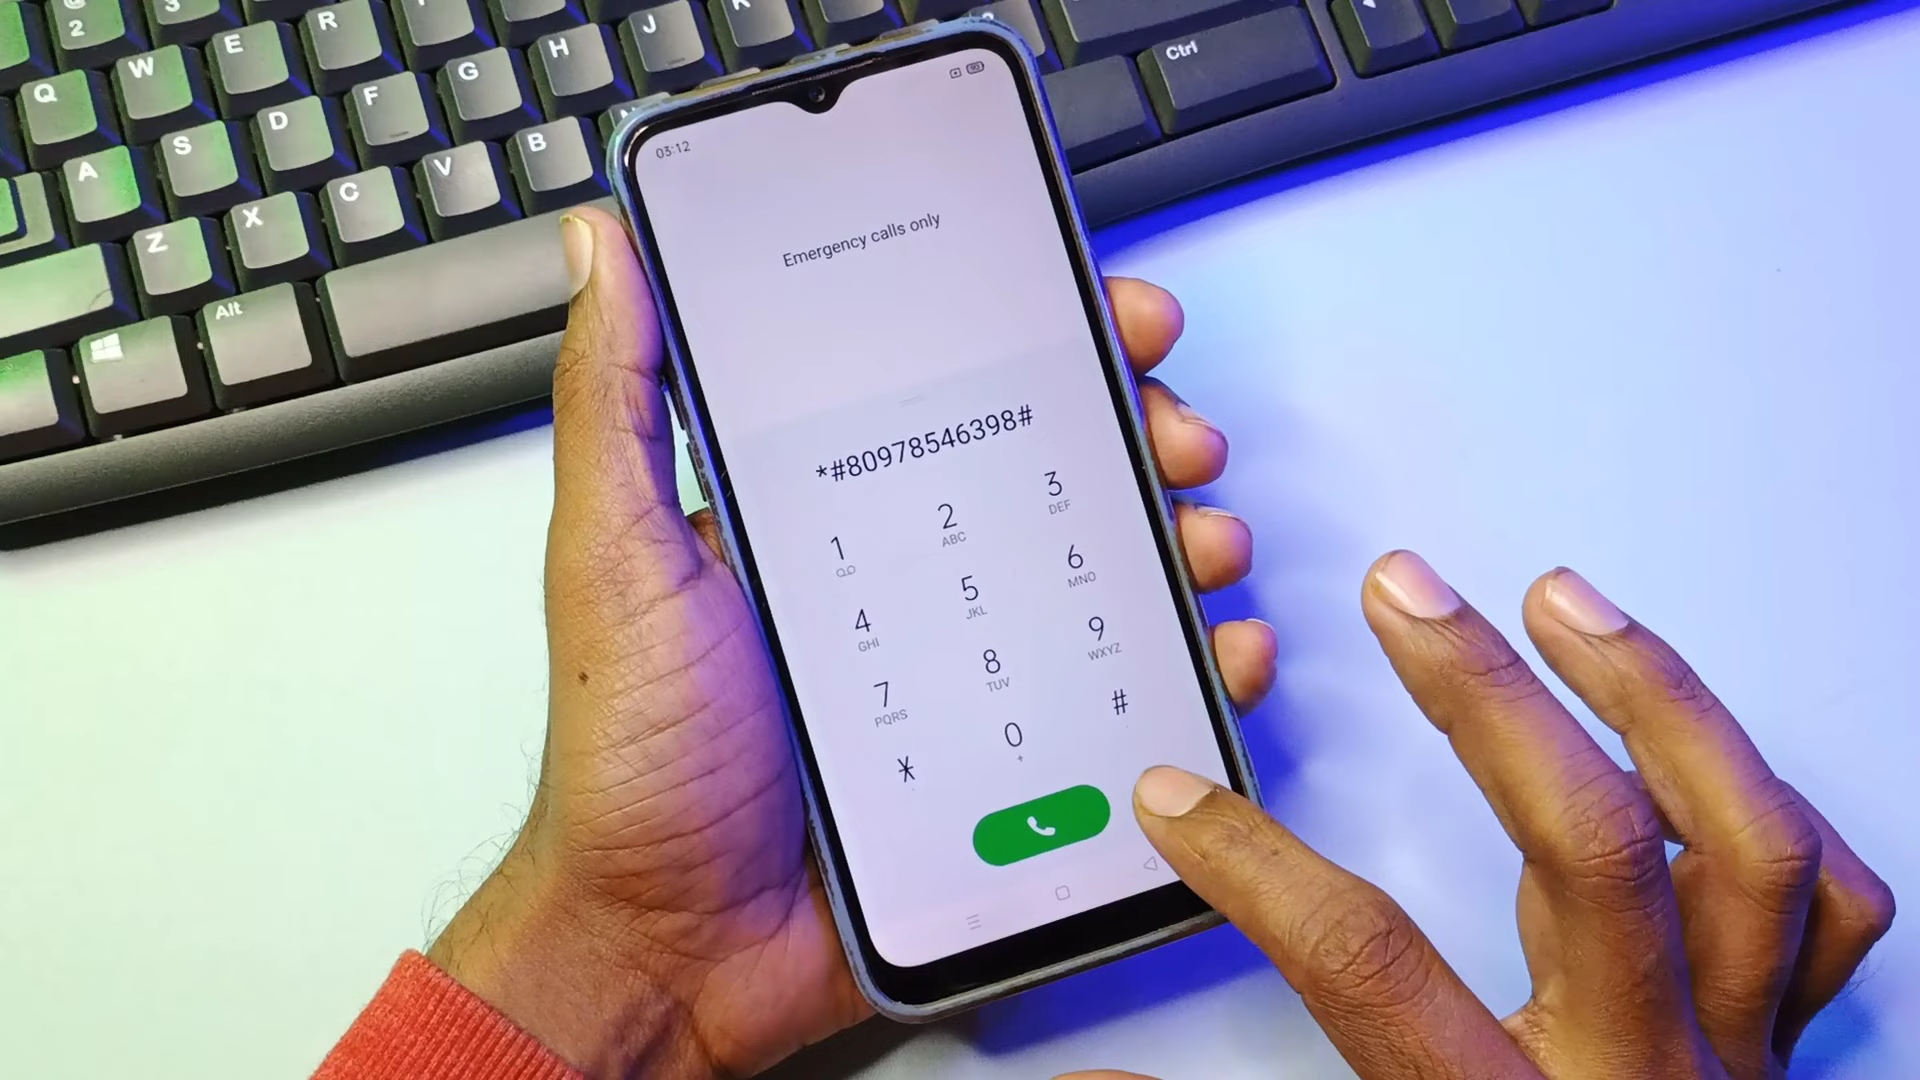 2 3
Q W E R T H J K
A S D F G
Z X C V B N
Alt Ctrl
03:12
Emergency calls only
*#80978546398#
1
2 ABC
3 DEF
4 GHI
5 JKL
6 MNO
7 PQRS
8 TUV
9 WXYZ
*
0 +
#